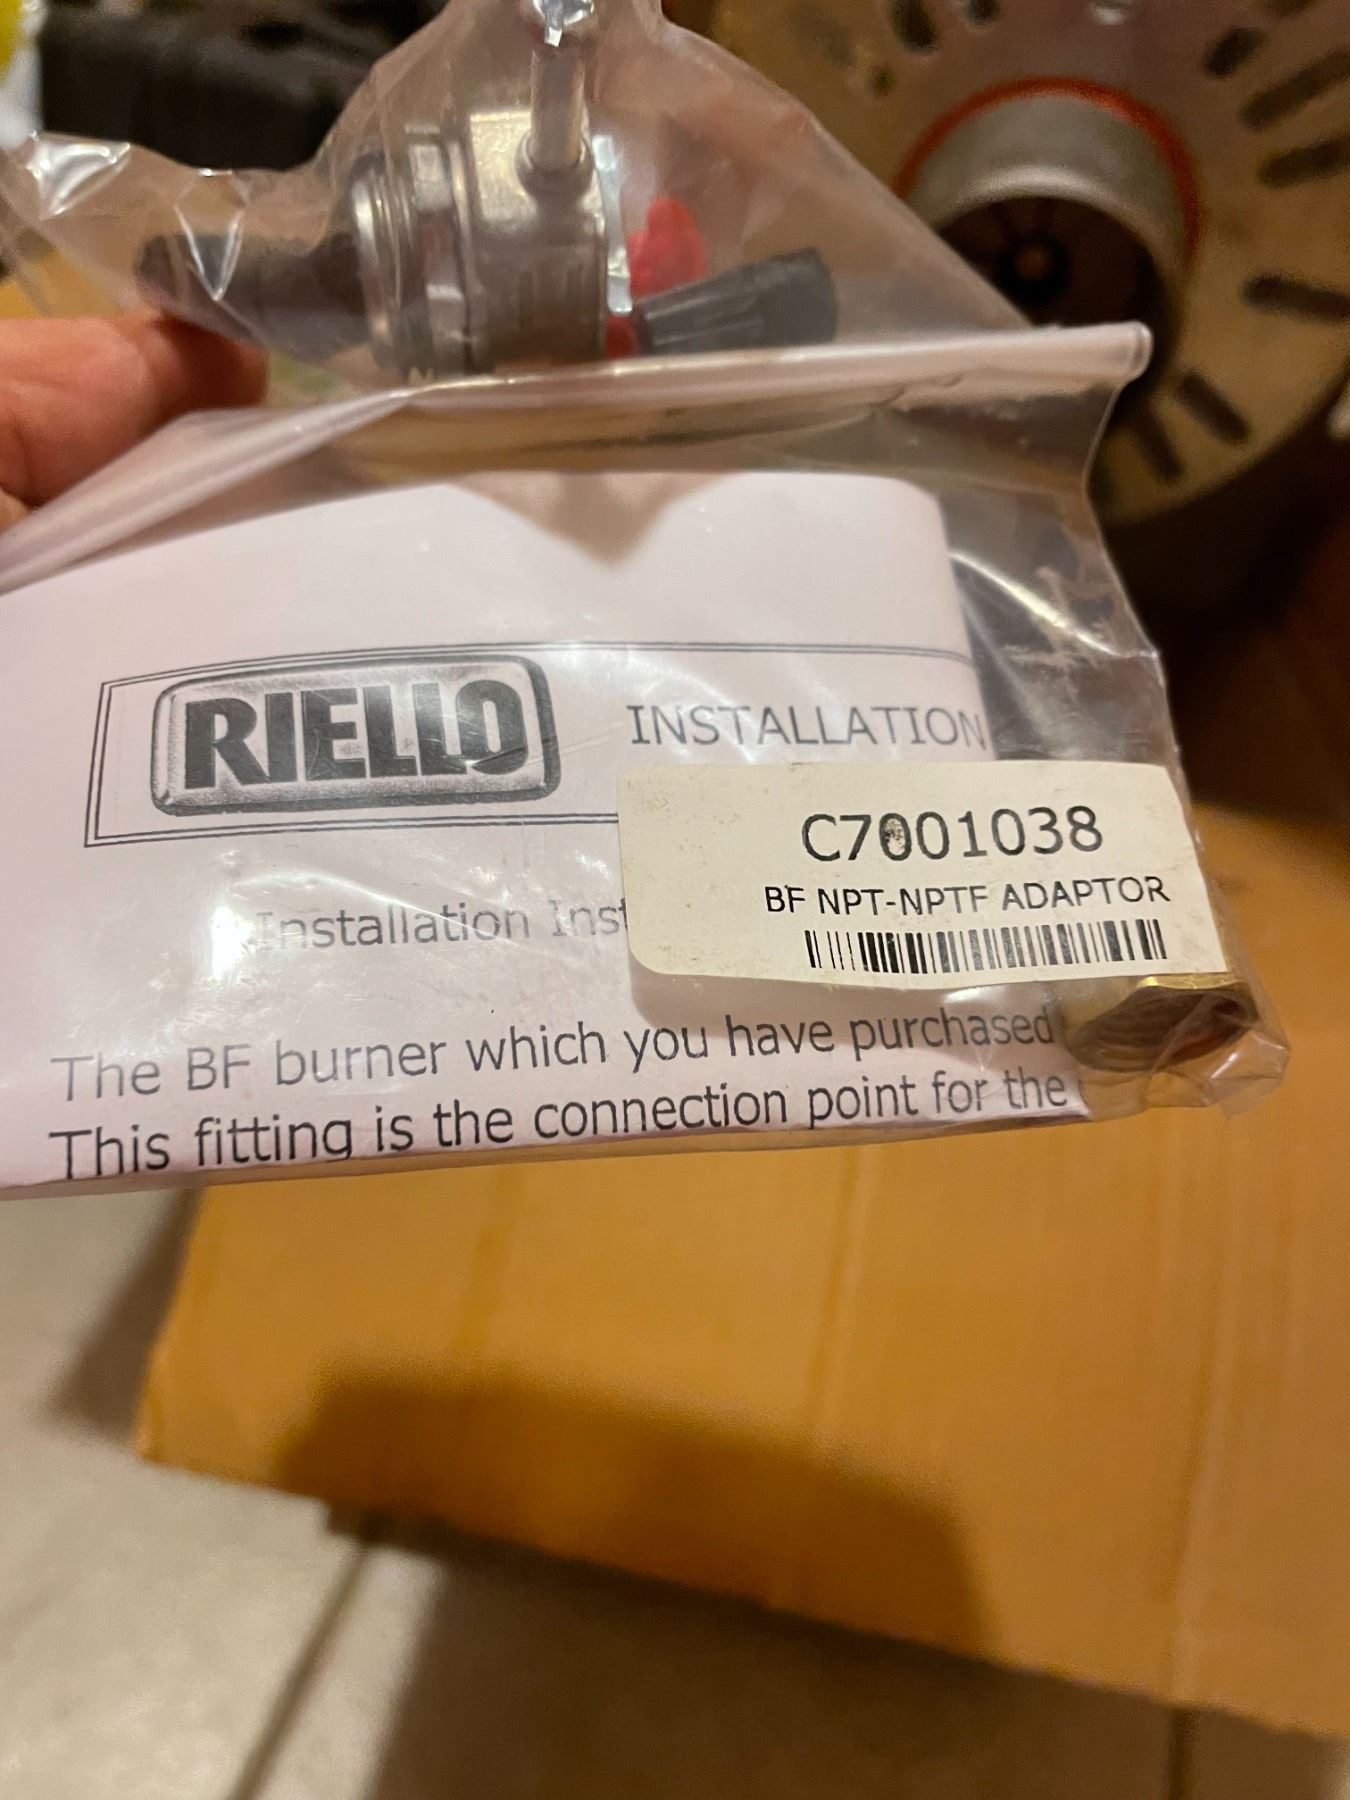 RIELLO INSTALLATION
C7001038
BF NPT-NPTF ADAPTOR
Installation Inst
The BF burner which you have purchased
This fitting is the connection point for the